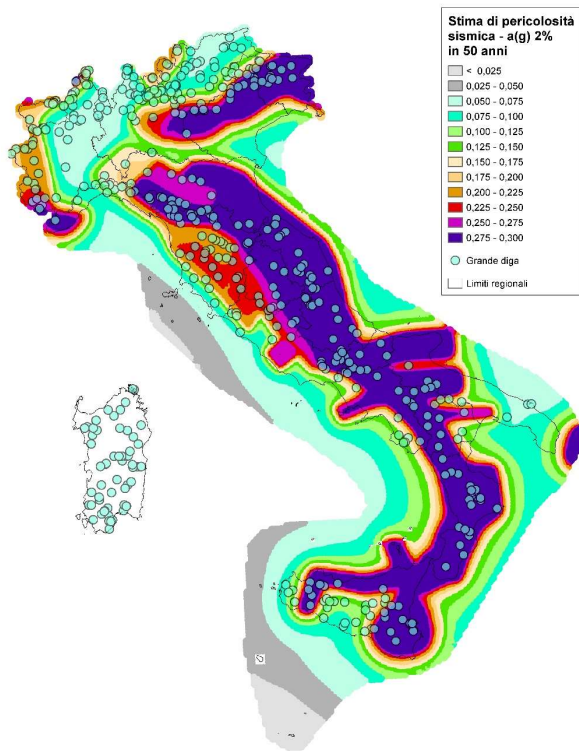 Stima di pericolosità
sismica - a(g) 2%
in 50 anni
< 0,025
0,025 - 0,050
0,050 - 0,075
0,075 - 0,100
0,100 - 0,125
0,125 - 0,150
0,150 - 0,175
0,175 - 0,200
0,200 - 0,225
0,225 - 0,250
0,250 - 0,275
0,275 - 0,300
Grande diga
Limiti regionali